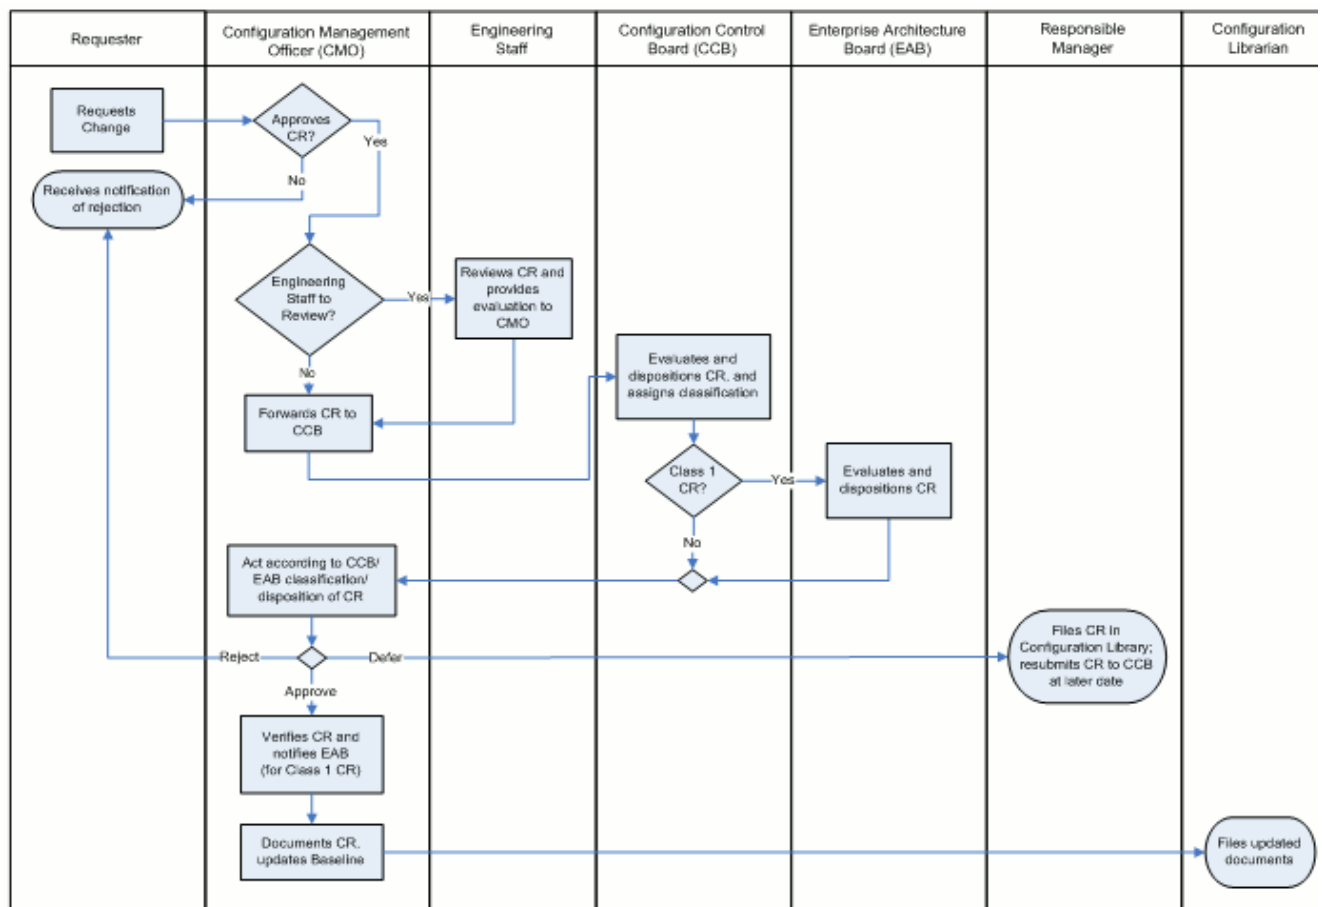 Requester
Configuration Management
Officer (CMO)
Engineering
Staff
Configuration Control
Board (CCB)
Enterprise Architecture
Board (EAB)
Responsible
Manager
Configuration
Librarian
Requests
Change
Approves
CR?
Yes
No
Receives notification
of rejection
Engineering
Staff to
Review?
Yes
Reviews CR and
provides
evaluation to
CMO
No
Forwards CR to
CCB
Evaluates and
dispositions CR, and
assigns classification
Class 1
CR?
Yes
Evaluates and
dispositions CR
No
Act according to CCB/
EAB classification/
disposition of CR
Reject
Defer
Files CR in
Configuration Library;
resubmits CR to CCB
at later date
Approve
Verifies CR and
notifies EAB
(for Class 1 CR)
Documents CR,
updates Baseline
Files updated
documents